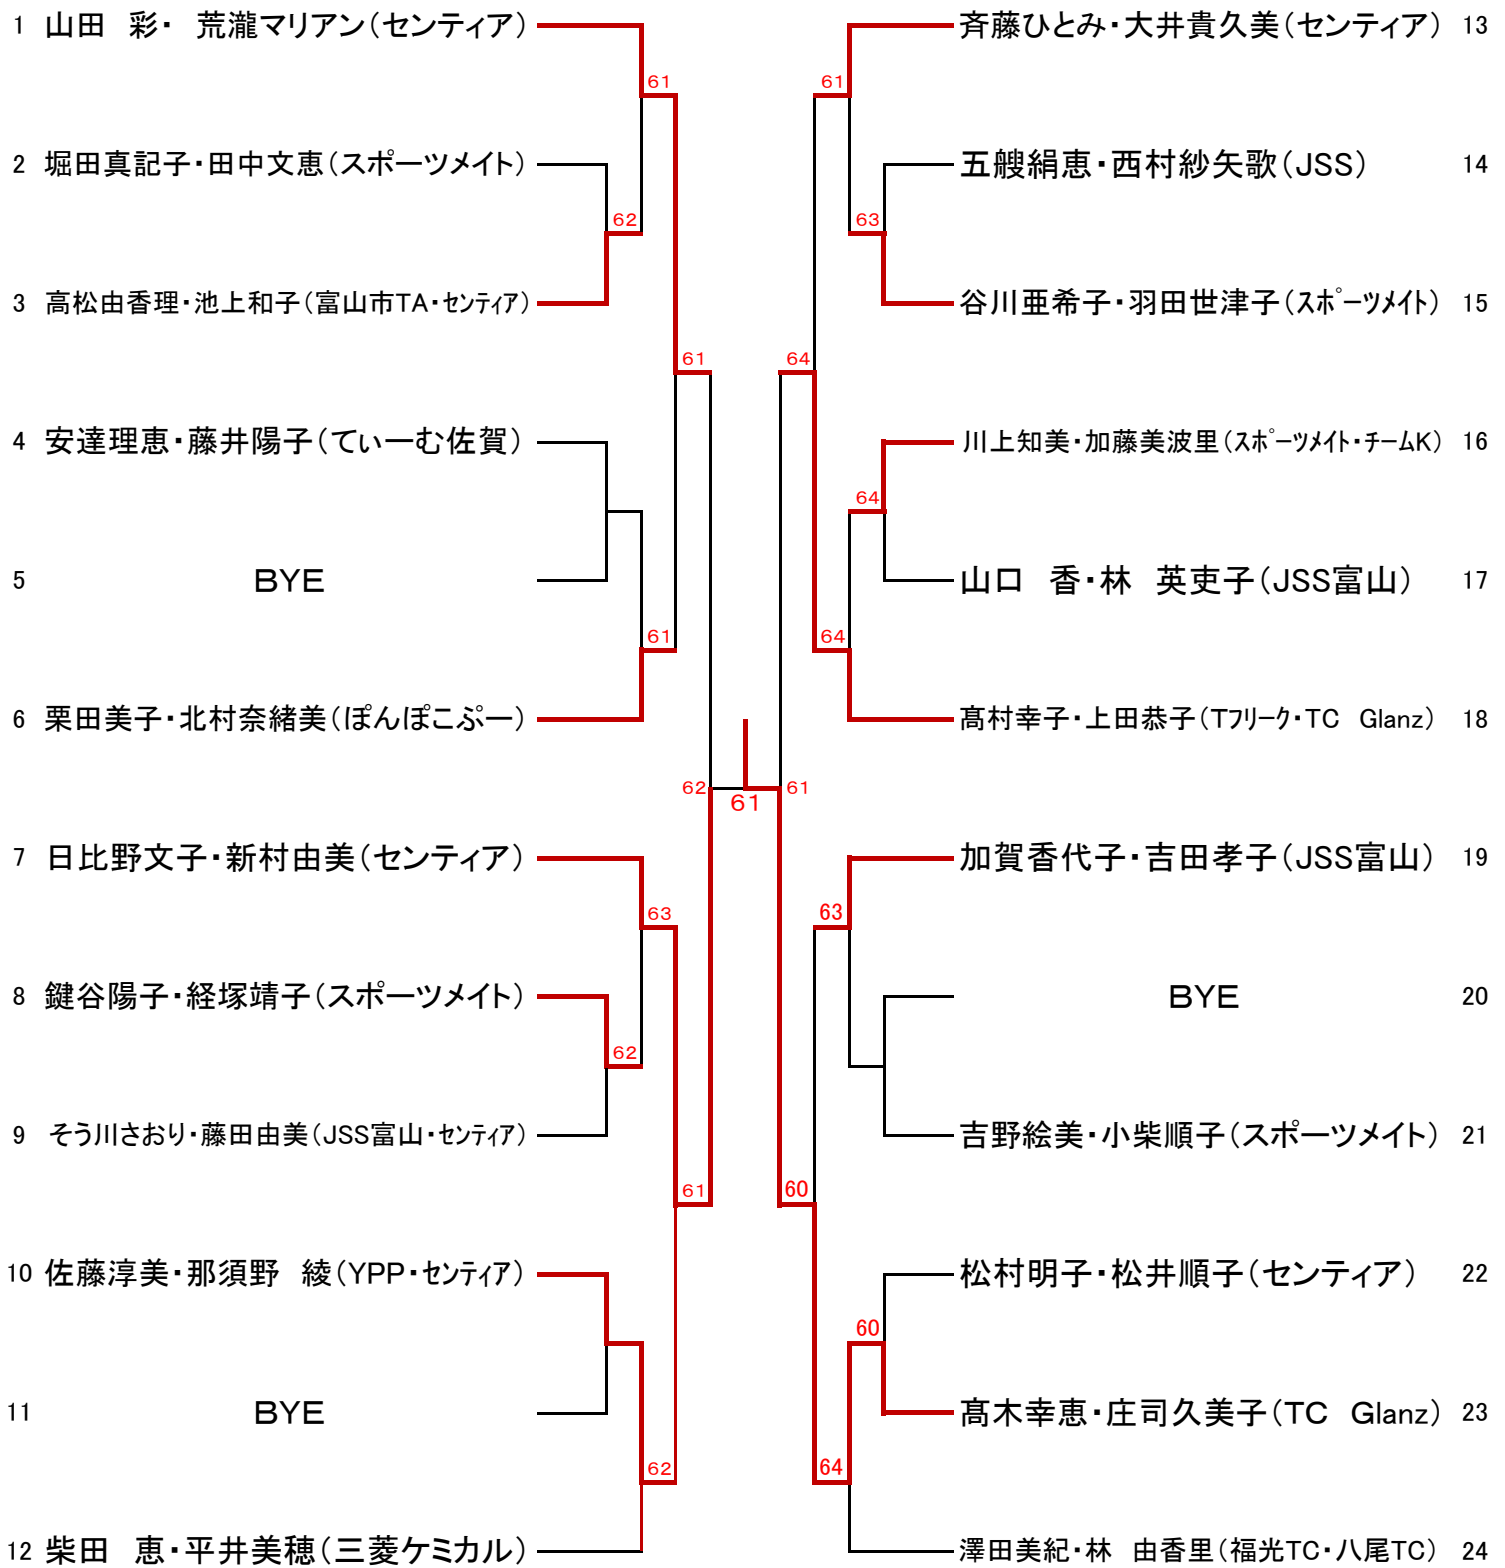 1 山田　彩・ 荒瀧マリアン(センティア)
61
2 堀田真記子・田中文恵(スポーツメイト)
62
3 高松由香理・池上和子(富山市TA・センティア)
61
4 安達理恵・藤井陽子(てぃーむ佐賀)
5 BYE
61
6 栗田美子・北村奈緒美(ぽんぽこぷー)
62
7 日比野文子・新村由美(センティア)
63
8 鍵谷陽子・経塚靖子(スポーツメイト)
62
9 そう川さおり・藤田由美(JSS富山・センティア)
61
10 佐藤淳美・那須野　綾(YPP・センティア)
11 BYE
62
12 柴田　恵・平井美穂(三菱ケミカル)
61
斉藤ひとみ・大井貴久美(センティア) 13
61
五艘絹恵・西村紗矢歌(JSS) 14
63
谷川亜希子・羽田世津子(スポーツメイト) 15
64
川上知美・加藤美波里(スポーツメイト・チームK) 16
64
山口　香・林　英吏子(JSS富山) 17
64
髙村幸子・上田恭子(Tフリーク・TC　Glanz) 18
61
加賀香代子・吉田孝子(JSS富山) 19
63
BYE 20
吉野絵美・小柴順子(スポーツメイト) 21
60
松村明子・松井順子(センティア) 22
60
髙木幸恵・庄司久美子(TC　Glanz) 23
64
澤田美紀・林　由香里(福光TC・八尾TC) 24